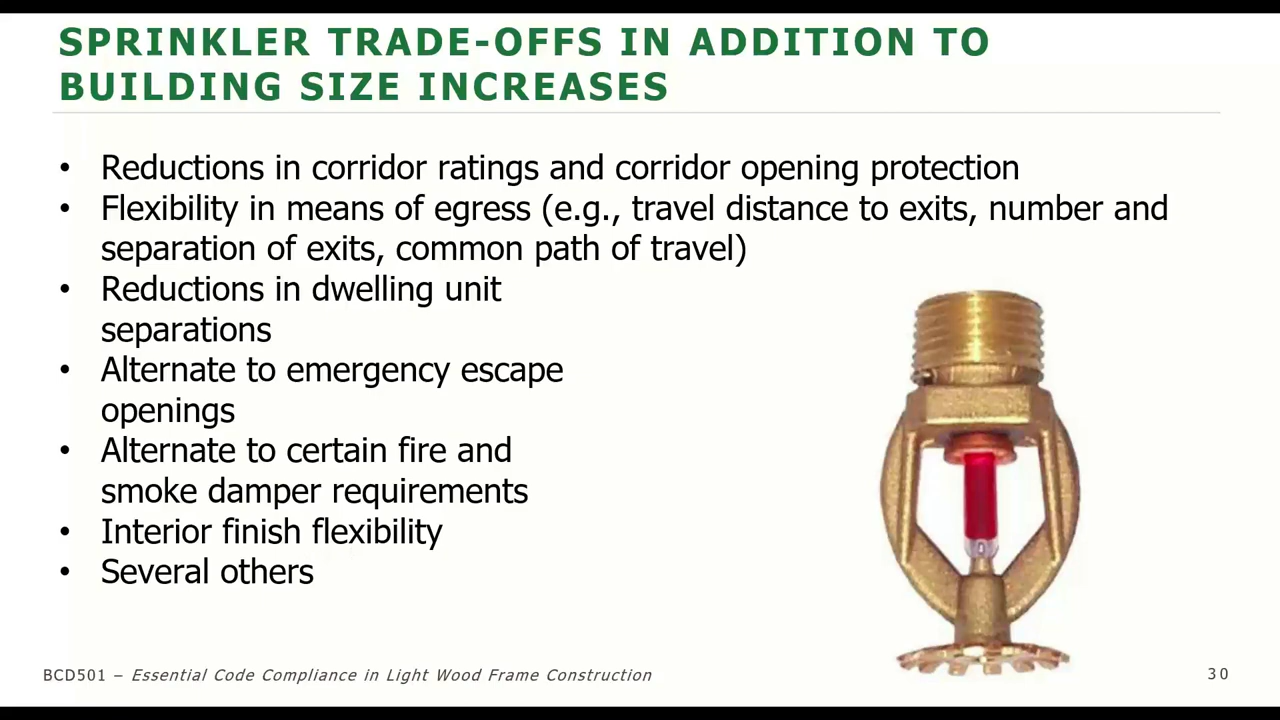 SPRINKLER TRADE-OFFS IN ADDITION TO
BUILDING SIZE INCREASES
• Reductions in corridor ratings and corridor opening protection
• Flexibility in means of egress (e.g., travel distance to exits, number and
separation of exits, common path of travel)
• Reductions in dwelling unit
separations
• Alternate to emergency escape
openings
• Alternate to certain fire and
smoke damper requirements
• Interior finish flexibility
• Several others
BCD501 – Essential Code Compliance in Light Wood Frame Construction
30